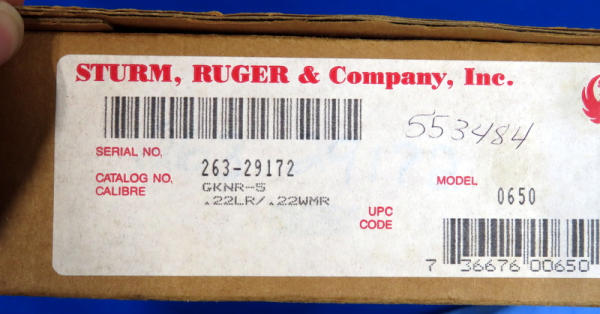 STURM, RUGER & Company, Inc.
553484
SERIAL NO.
263-29172
CATALOG NO. GKNR-5
CALIBRE .22LR/.22WMR
MODEL 0650
UPC
CODE
7 36676 00650